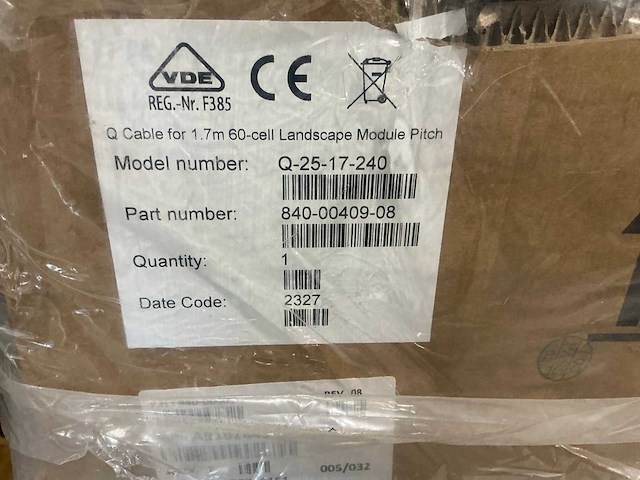 VDE
REG.-Nr. F385
CE
Q Cable for 1.7m 60-cell Landscape Module Pitch
Model number: Q-25-17-240
Part number: 840-00409-08
Quantity: 1
Date Code: 2327
REV 08
005/032